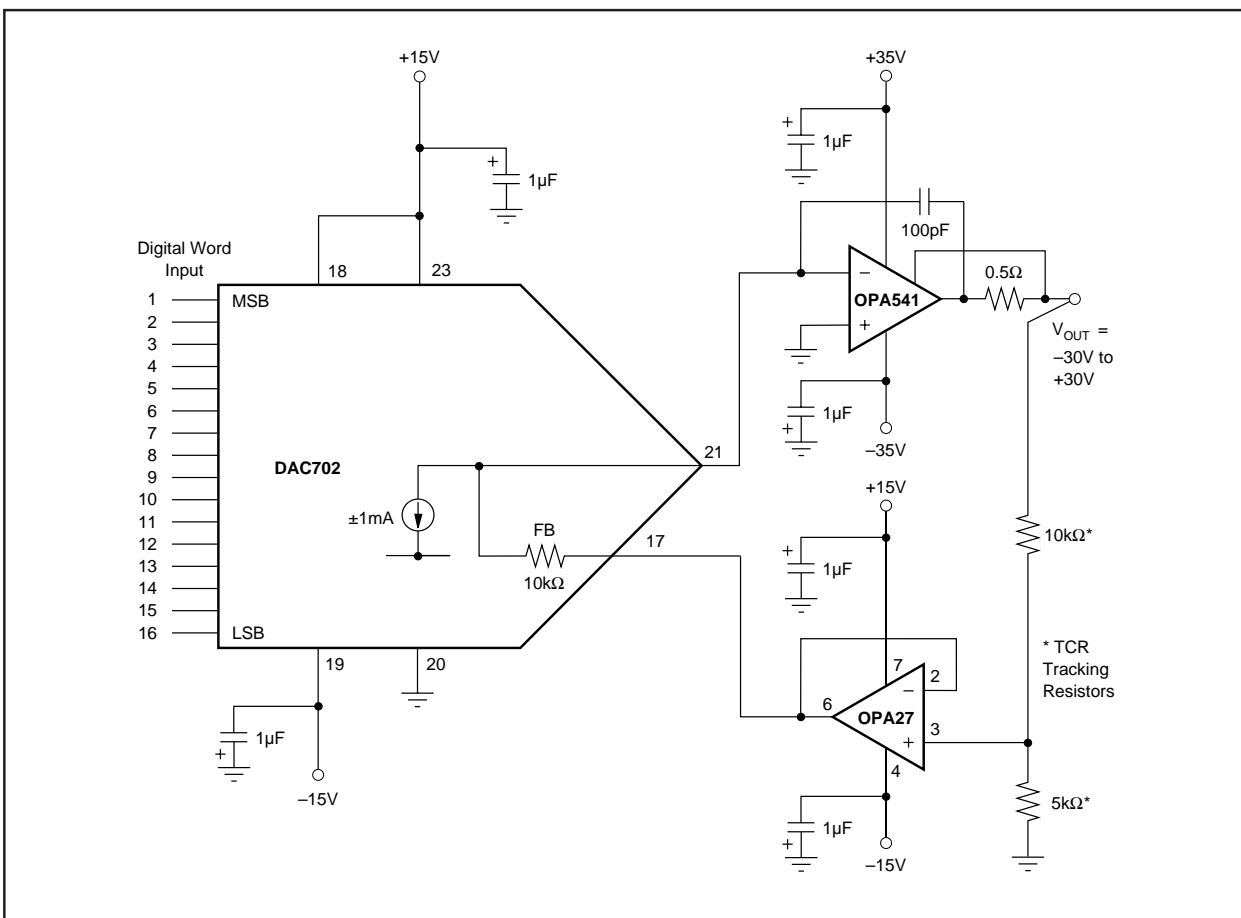 +15V
+
1µF
Digital Word
Input
18
23
1
2
3
4
5
6
7
8
9
10
11
12
13
14
15
16
MSB
LSB
DAC702
±1mA
FB
10kΩ
21
17
19
20
1µF
+
–15V
+35V
+
1µF
100pF
–
OPA541
+
0.5Ω
V_OUT =
–30V to
+30V
1µF
+
–35V
+15V
+
1µF
10kΩ*
* TCR
Tracking
Resistors
7
2
–
6
OPA27
+
3
4
1µF
+
–15V
5kΩ*